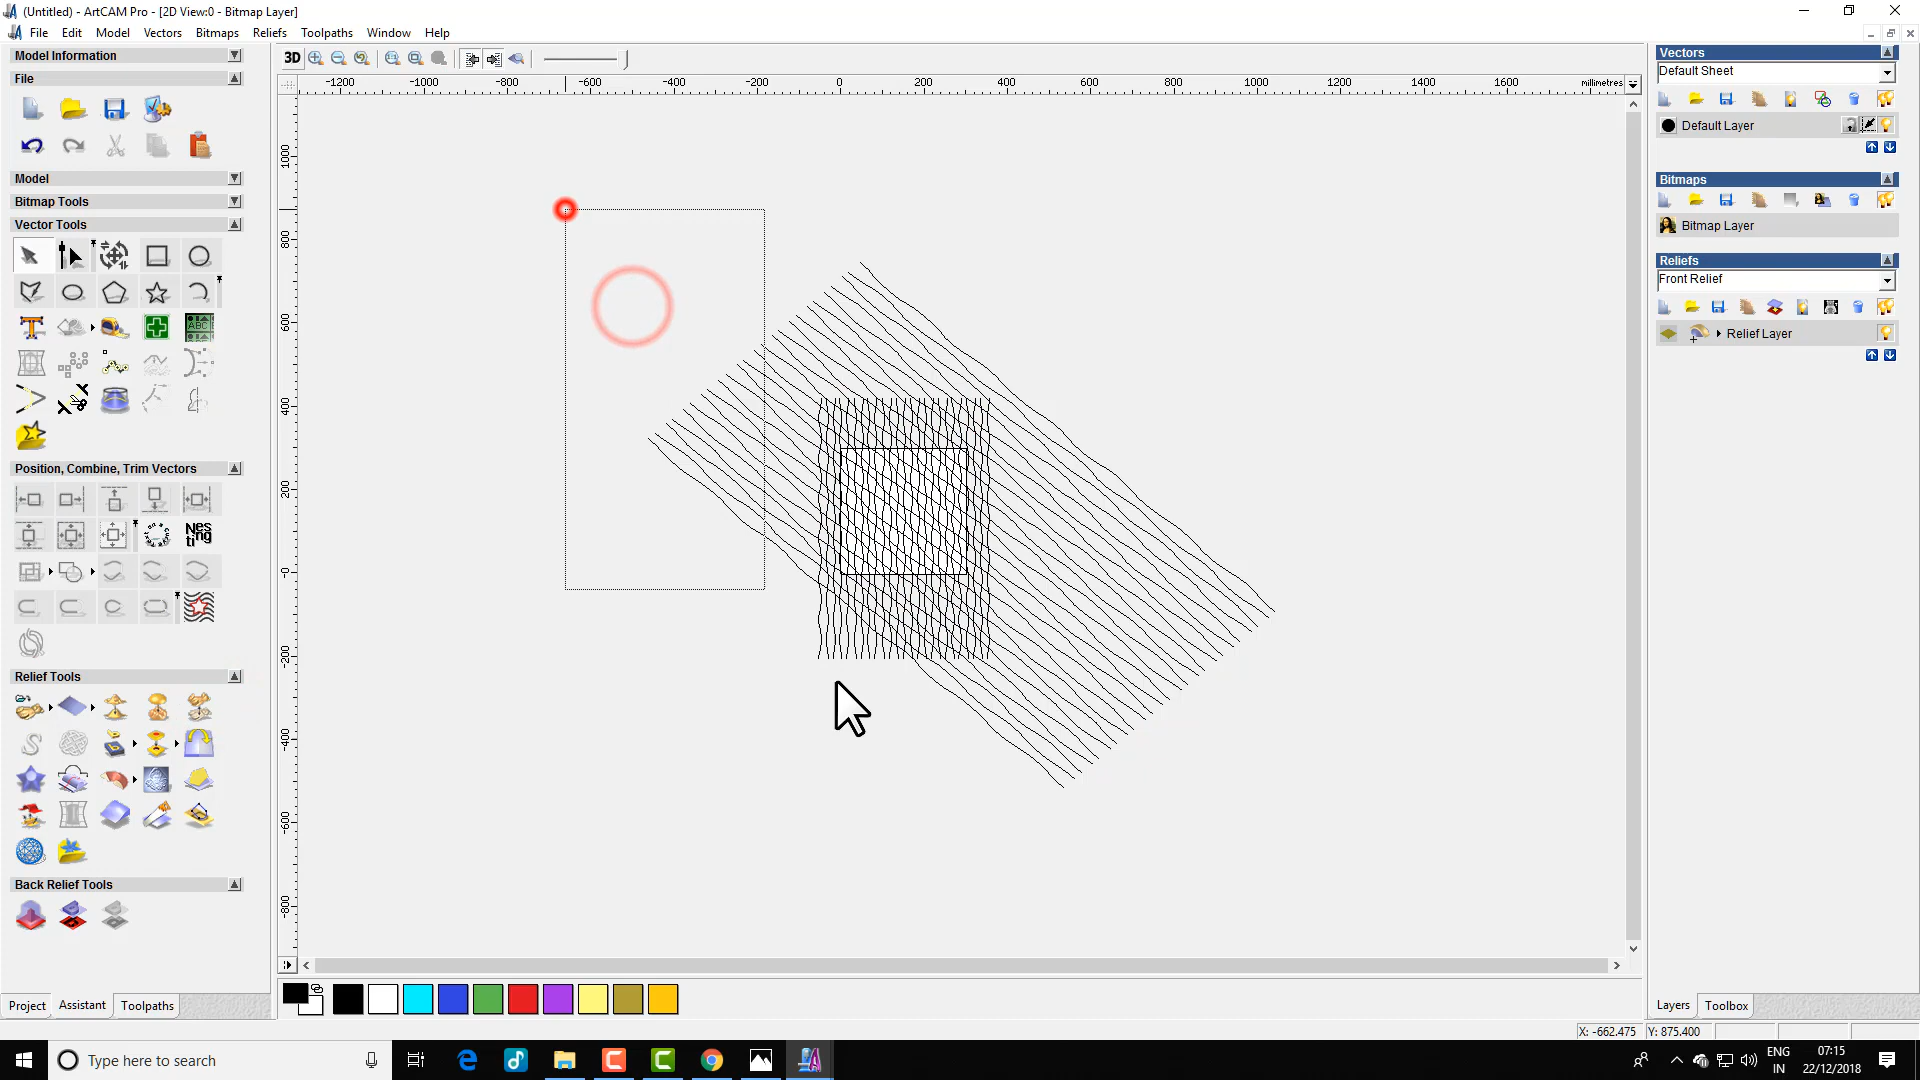 (Untitled) - ArtCAM Pro - [2D View:0 - Bitmap Layer]
File Edit Model Vectors Bitmaps Reliefs Toolpaths Window Help
Model Information
File
Model
Bitmap Tools
Vector Tools
ABC
Position, Combine, Trim Vectors
Nes
ti
ng
Relief Tools
Back Relief Tools
Project Assistant Toolpaths
3D
-1200 -1000 -800 -600 -400 -200 0 200 400 600 800 1000 1200 1400 1600 millimetres
1000
800
600
400
200
-0
-200
-400
-600
-800
Vectors
Default Sheet
Default Layer
Bitmaps
Bitmap Layer
Reliefs
Front Relief
Relief Layer
Layers Toolbox
X: -662.475 Y: 875.400
Type here to search
ENG
IN
07:15
22/12/2018